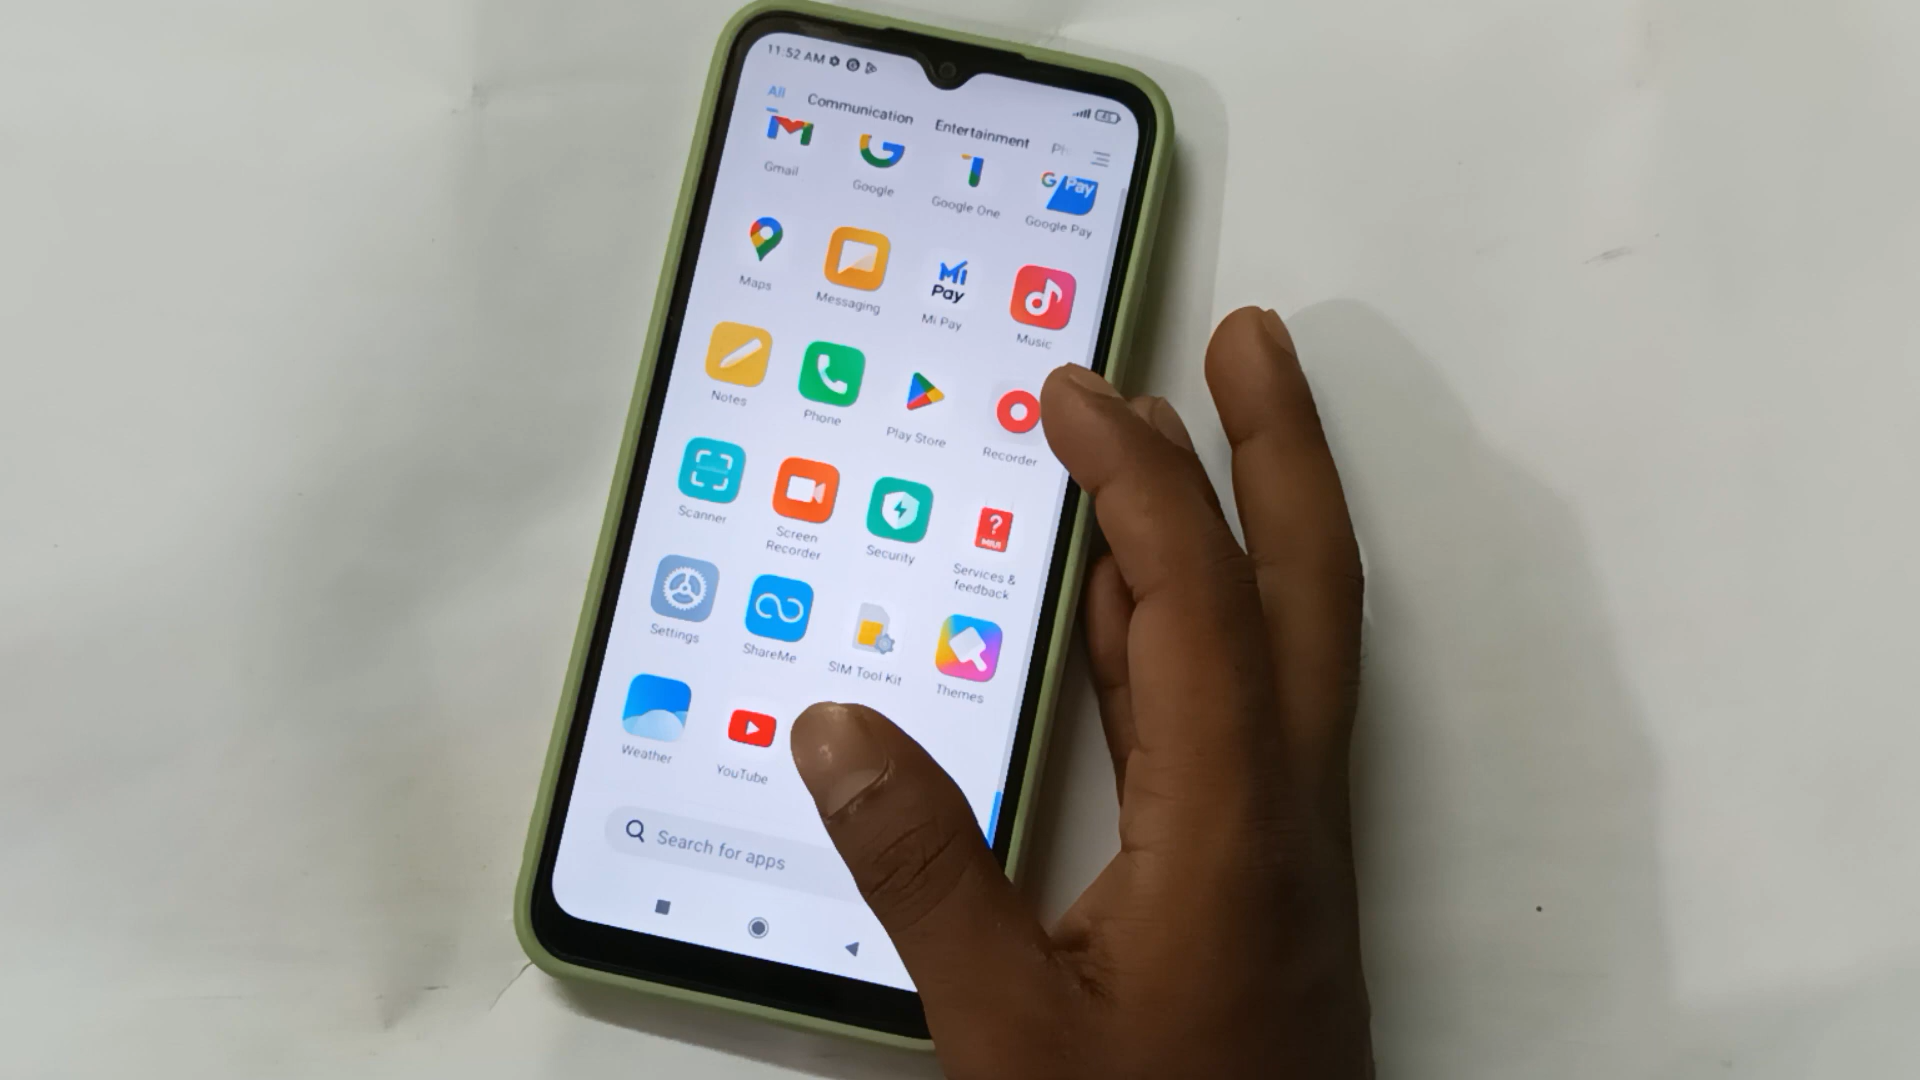 11:52 AM
All Communication Entertainment
Gmail Google Google One Google Pay
G Pay
Maps Messaging Mi Pay Music
Mi
Pay
Notes Phone Play Store Recorder
Scanner Screen Recorder Security Services & feedback
?
MIUI
Settings ShareMe SIM Tool Kit Themes
Weather YouTube
Search for apps